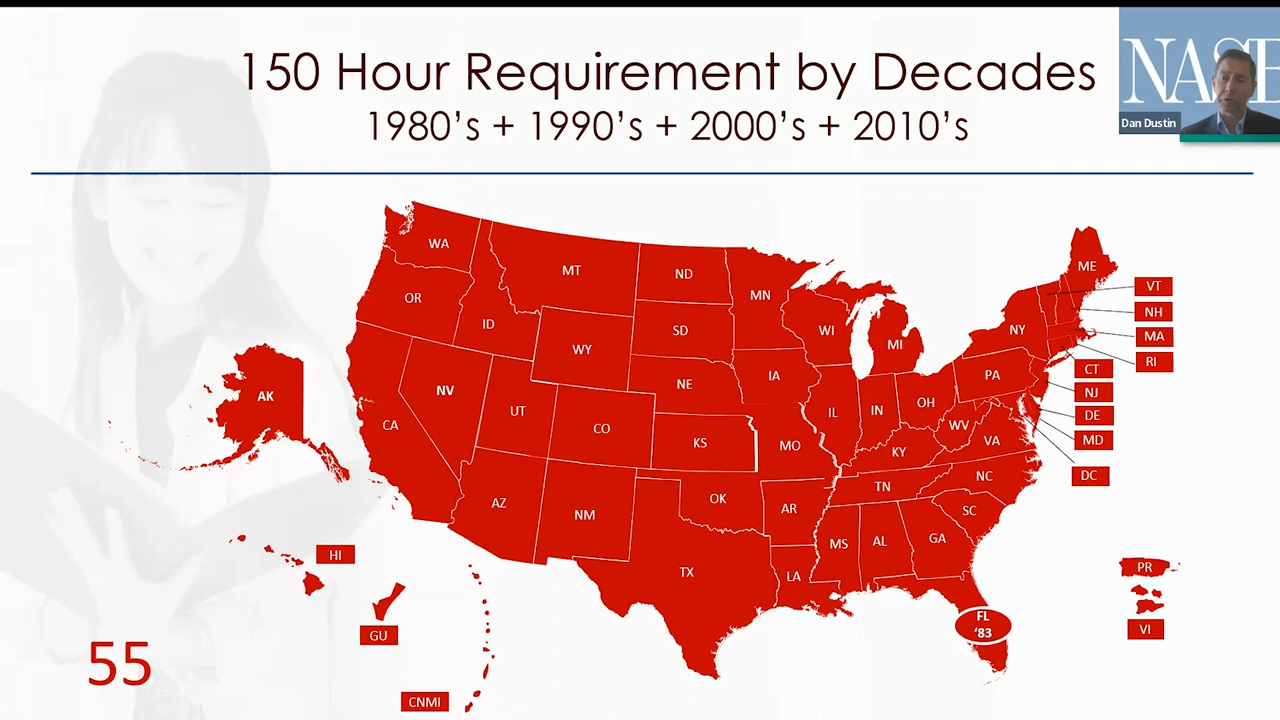 150 Hour Requirement by Decades
1980's + 1990's + 2000's + 2010's
Dan Dustin
WA
MT
ND
MN
ME
VT
OR
ID
SD
WI
NY
NH
MA
WY
MI
RI
AK
NV
NE
IA
PA
CT
NJ
UT
CO
IL
IN
OH
DE
CA
KS
MO
WV
VA
MD
KY
DC
AZ
NM
OK
AR
TN
NC
SC
HI
TX
LA
MS
AL
GA
PR
GU
FL
'83
VI
55
CNMI